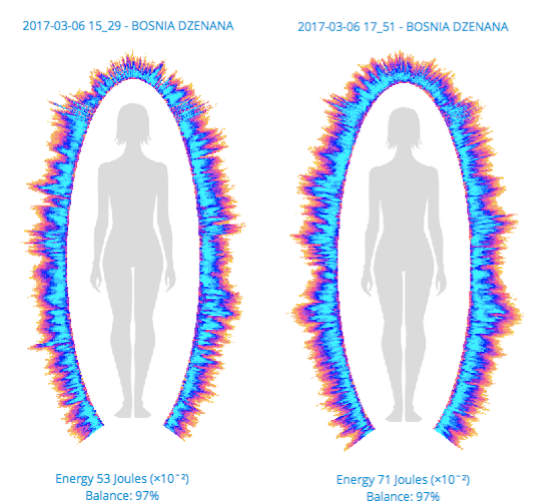 2017-03-06 15_29 - BOSNIA DZENANA
2017-03-06 17_51 - BOSNIA DZENANA
Energy 53 Joules (×10⁻²)
Balance: 97%
Energy 71 Joules (×10⁻²)
Balance: 97%